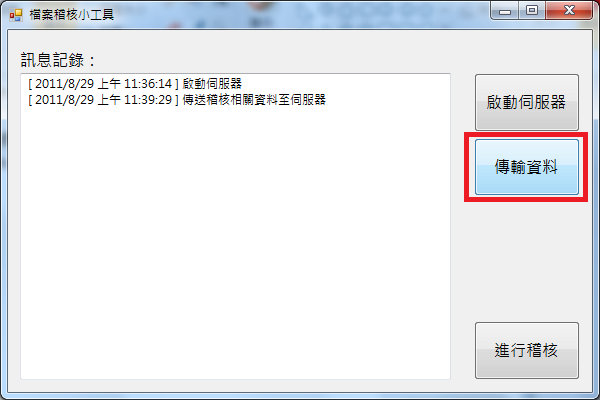 檔案稽核小工具
訊息記錄：
[ 2011/8/29 上午 11:36:14 ] 啟動伺服器
[ 2011/8/29 上午 11:39:29 ] 傳送稽核相關資料至伺服器
啟動伺服器
傳輸資料
進行稽核